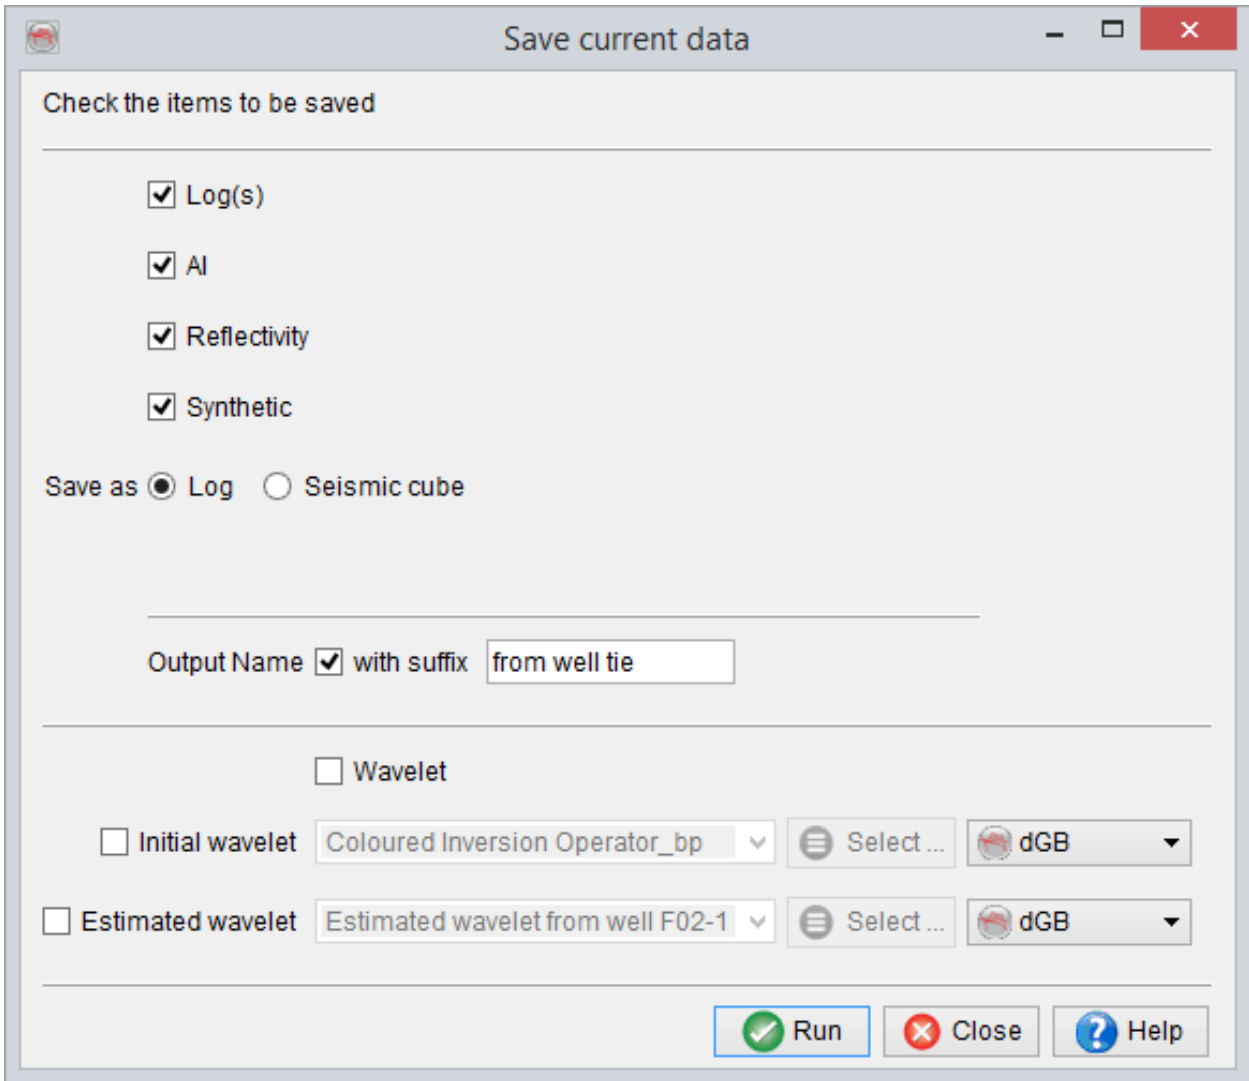 Save current data
Check the items to be saved
Log(s)
AI
Reflectivity
Synthetic
Save as Log Seismic cube
Output Name with suffix from well tie
Wavelet
Initial wavelet Coloured Inversion Operator_bp Select ... dGB
Estimated wavelet Estimated wavelet from well F02-1 Select ... dGB
Run Close Help